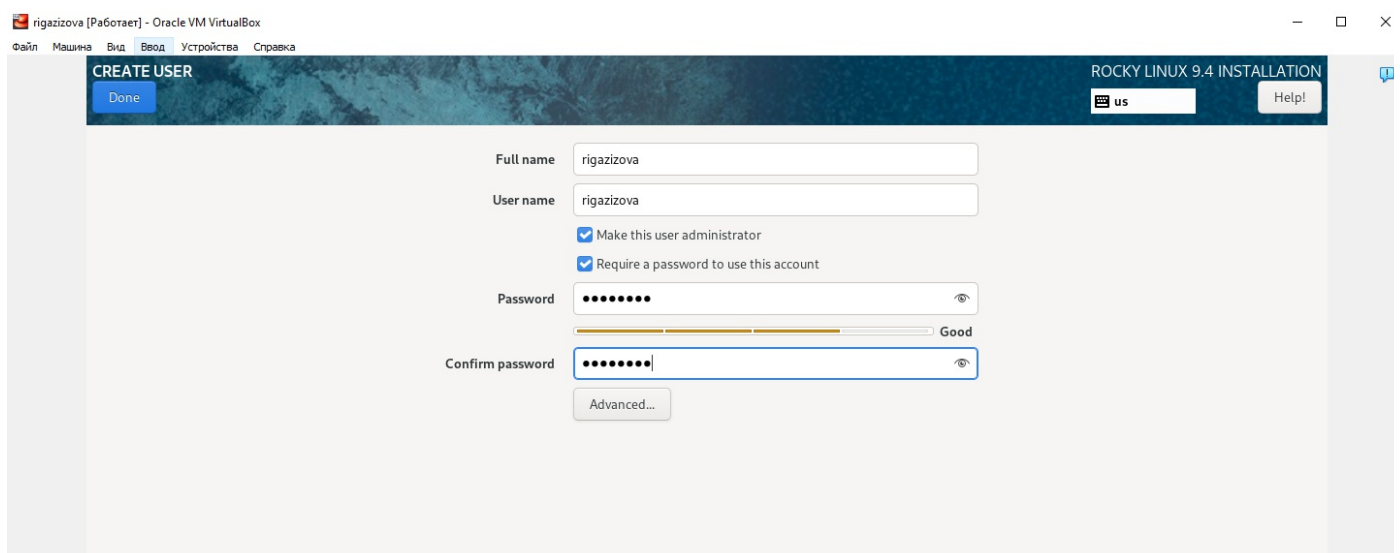 rigazizova [Работает] - Oracle VM VirtualBox
Файл Машина Вид Ввод Устройства Справка
CREATE USER
ROCKY LINUX 9.4 INSTALLATION
Done
us
Help!
Full name rigazizova
User name rigazizova
Make this user administrator
Require a password to use this account
Password ●●●●●●●●
Good
Confirm password ●●●●●●●●
Advanced...